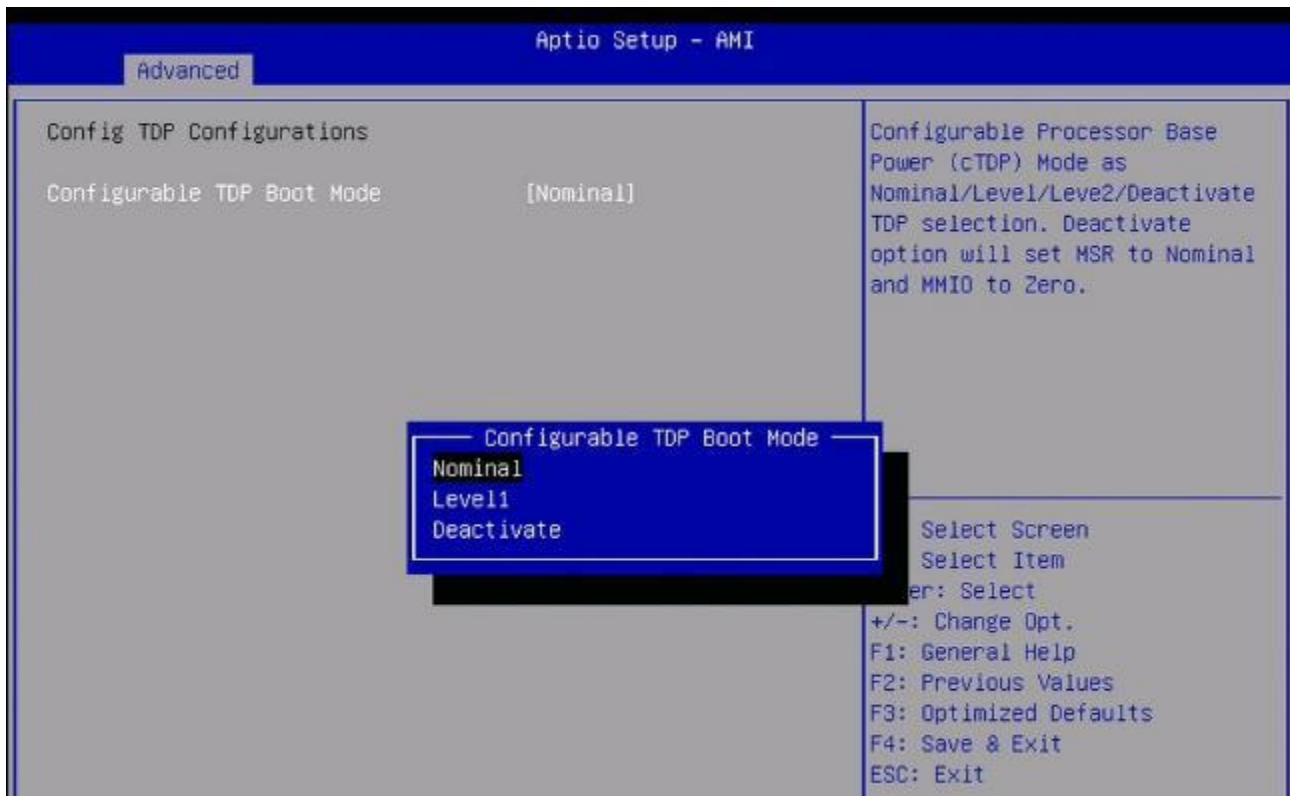 Aptio Setup - AMI
Advanced
Config TDP Configurations
Configurable TDP Boot Mode [Nominal]
Configurable Processor Base
Power (cTDP) Mode as
Nominal/Level/Leve2/Deactivate
TDP selection. Deactivate
option will set MSR to Nominal
and MMIO to Zero.
Configurable TDP Boot Mode
Nominal
Level1
Deactivate
Select Screen
Select Item
er: Select
+/-: Change Opt.
F1: General Help
F2: Previous Values
F3: Optimized Defaults
F4: Save & Exit
ESC: Exit